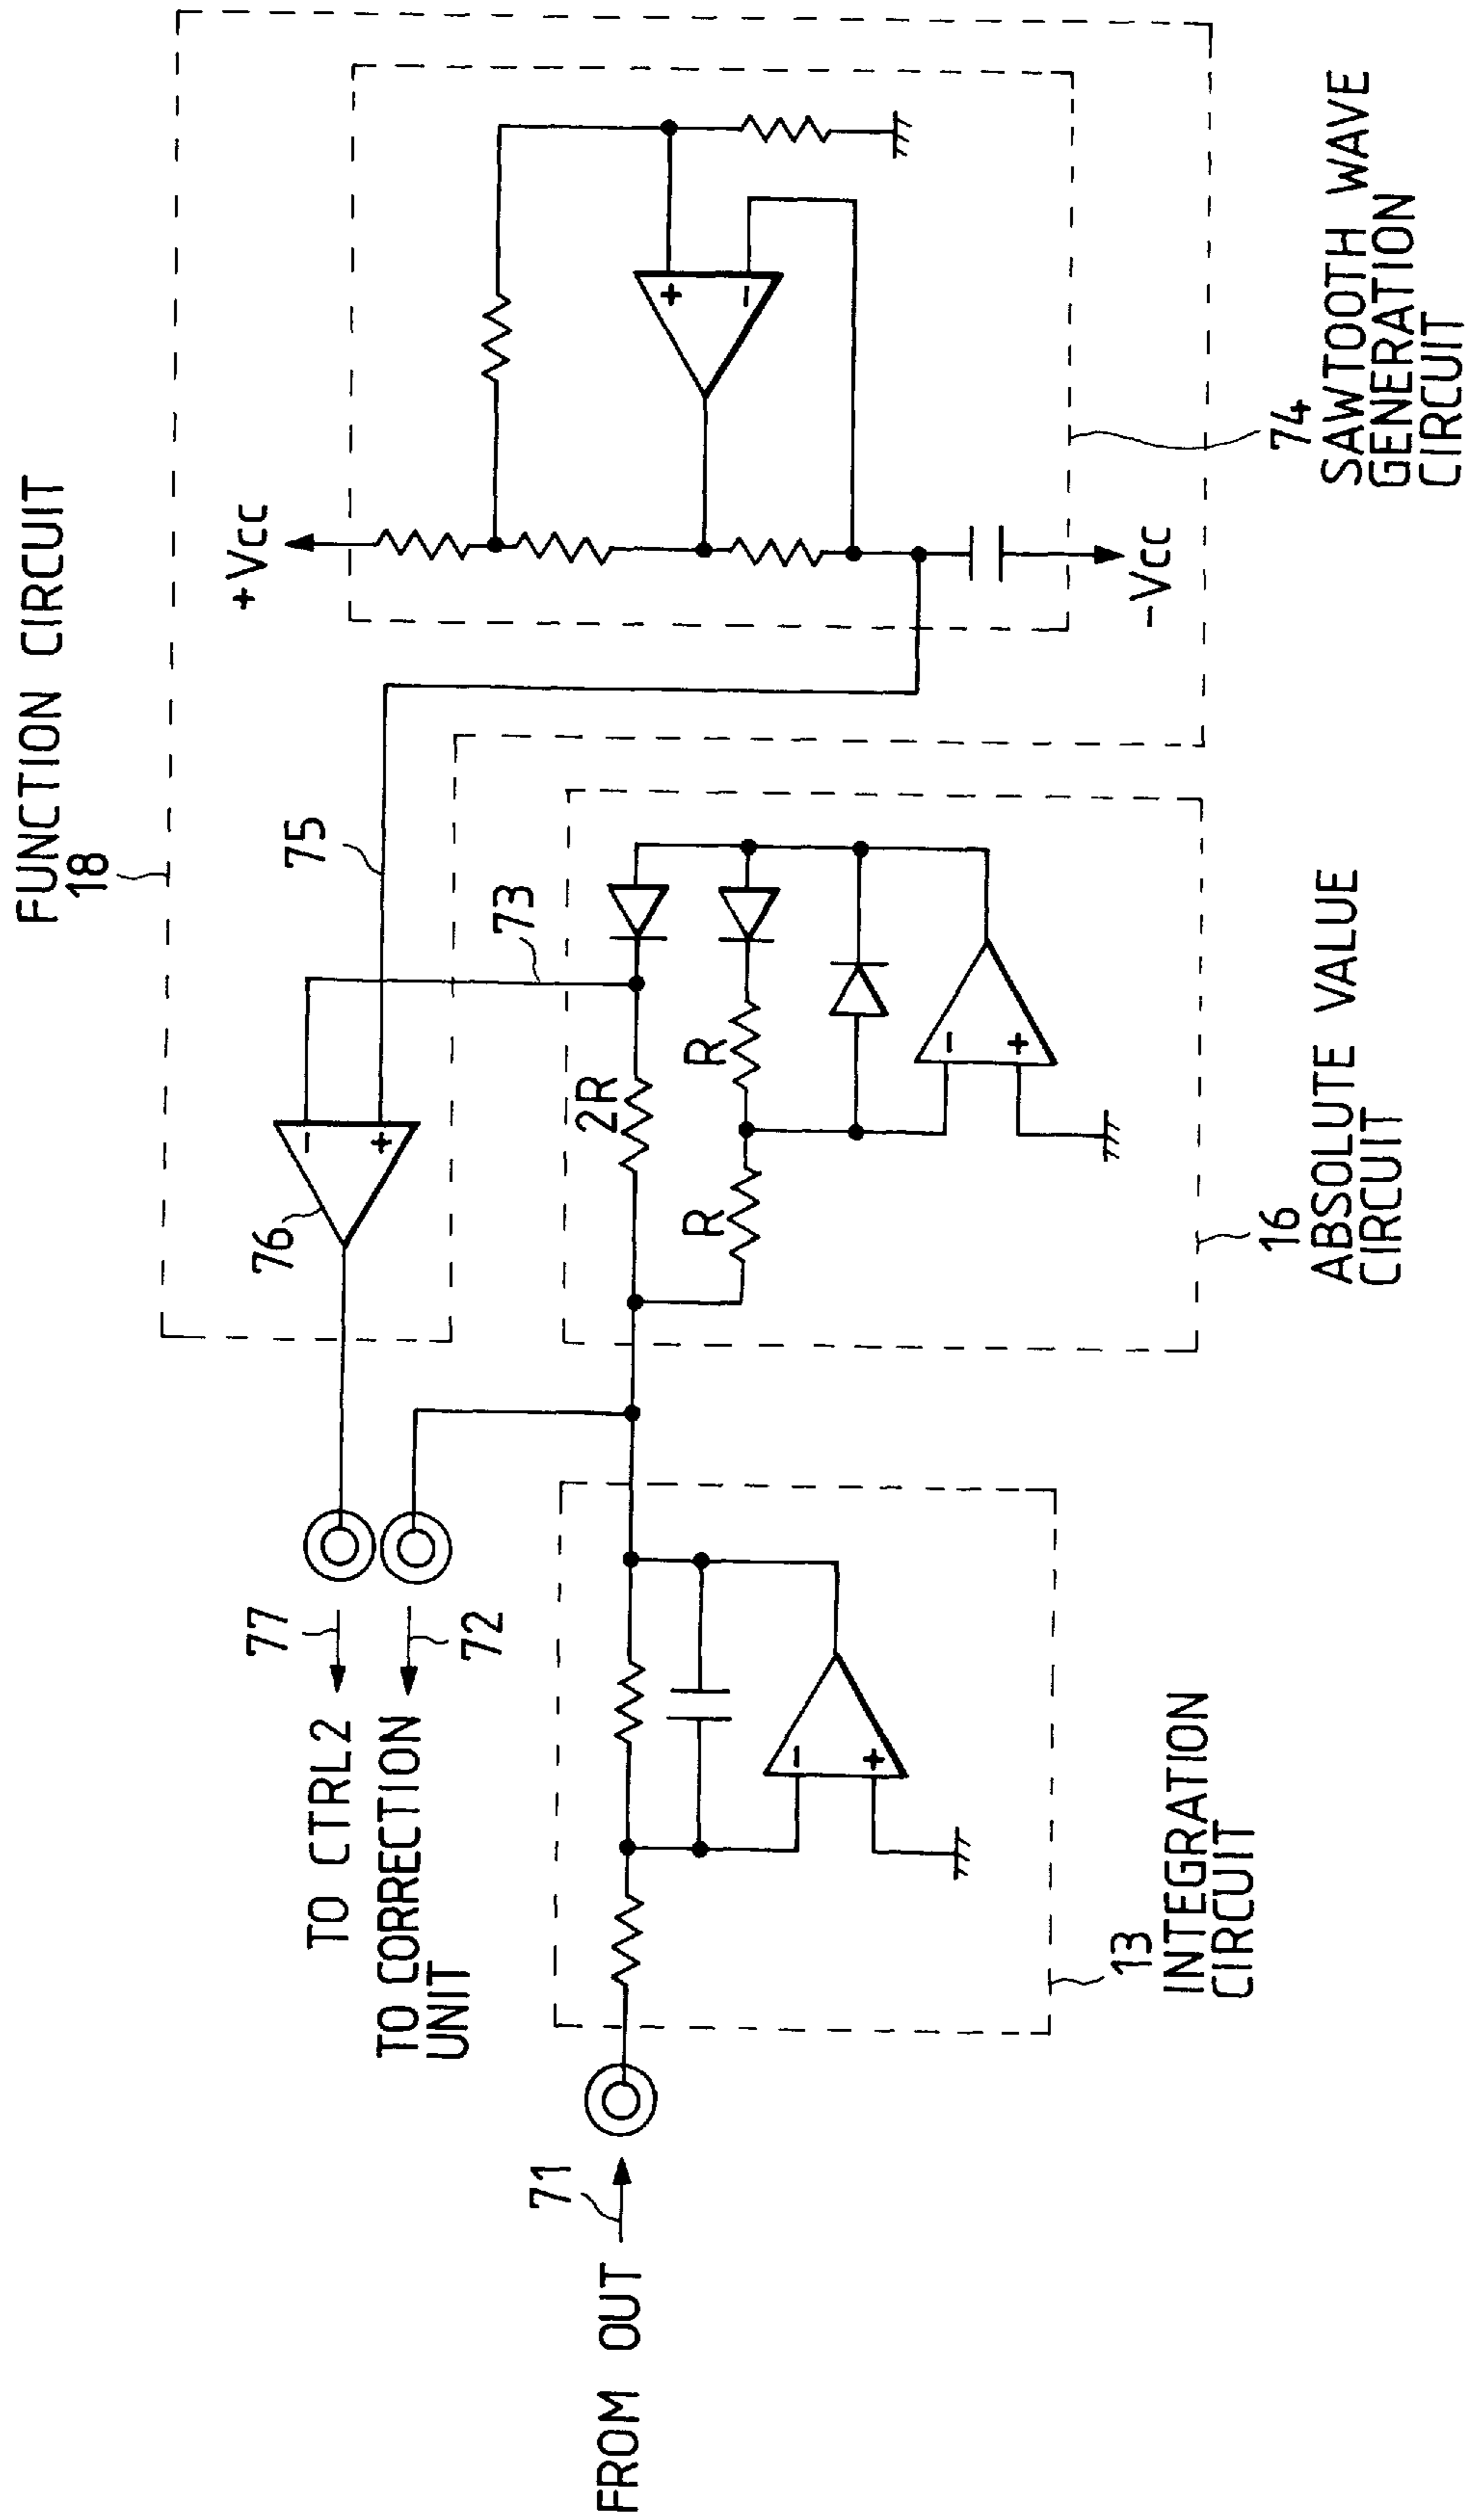 FUNCTION CIRCUIT
18
+Vcc
75
73
76
77
TO CTRL2
72
TO CORRECTION
UNIT
71
FROM OUT
2R
R
R
-
+
-
+
-
+
+
-
-Vcc
74
SAWTOOTH WAVE
GENERATION
CIRCUIT
16
ABSOLUTE VALUE
CIRCUIT
13
INTEGRATION
CIRCUIT